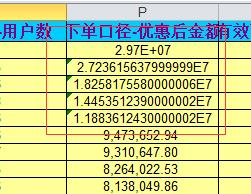 用户数 下单口径-优惠后金额 有效
2.97E+07
2.723615637999999E7
1.8258175580000006E7
1.4453512390000002E7
1.1883612430000002E7
9,473,652.94
9,310,647.80
8,264,022.53
8,138,049.86